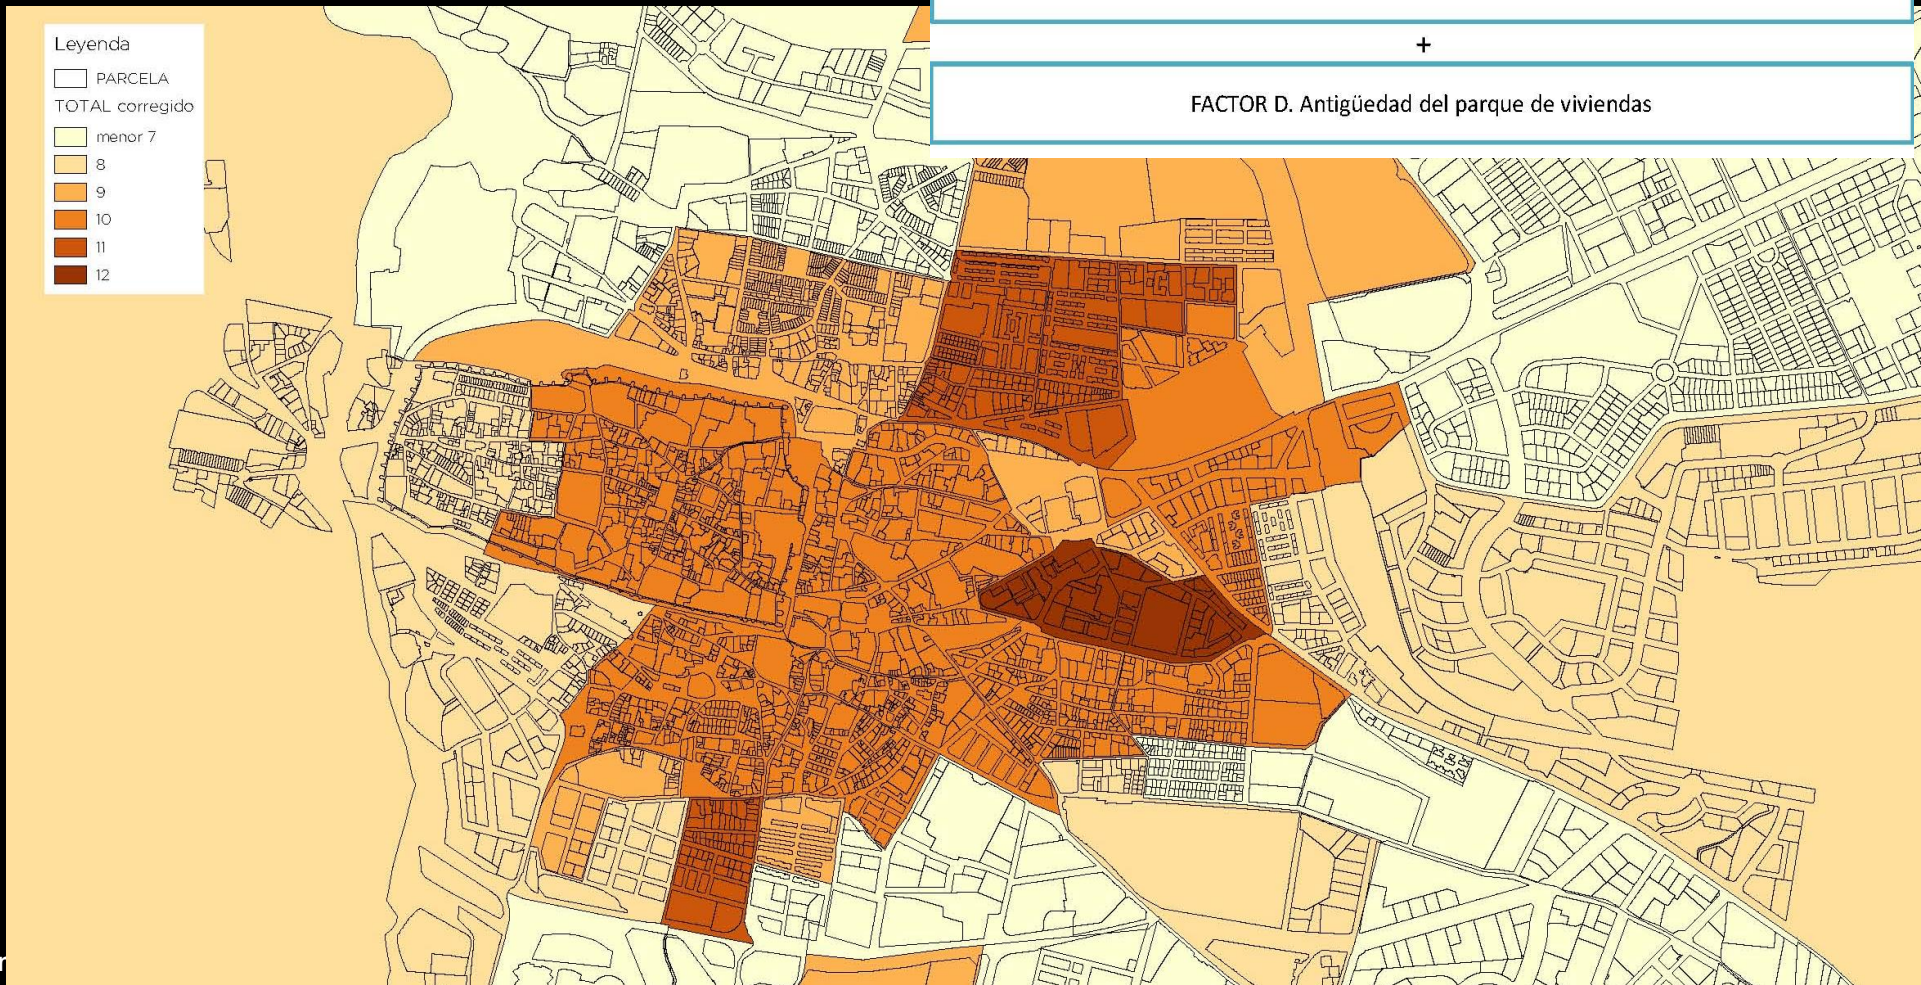 Leyenda
PARCELA
TOTAL corregido
menor 7
8
9
10
11
12
+
FACTOR D. Antigüedad del parque de viviendas